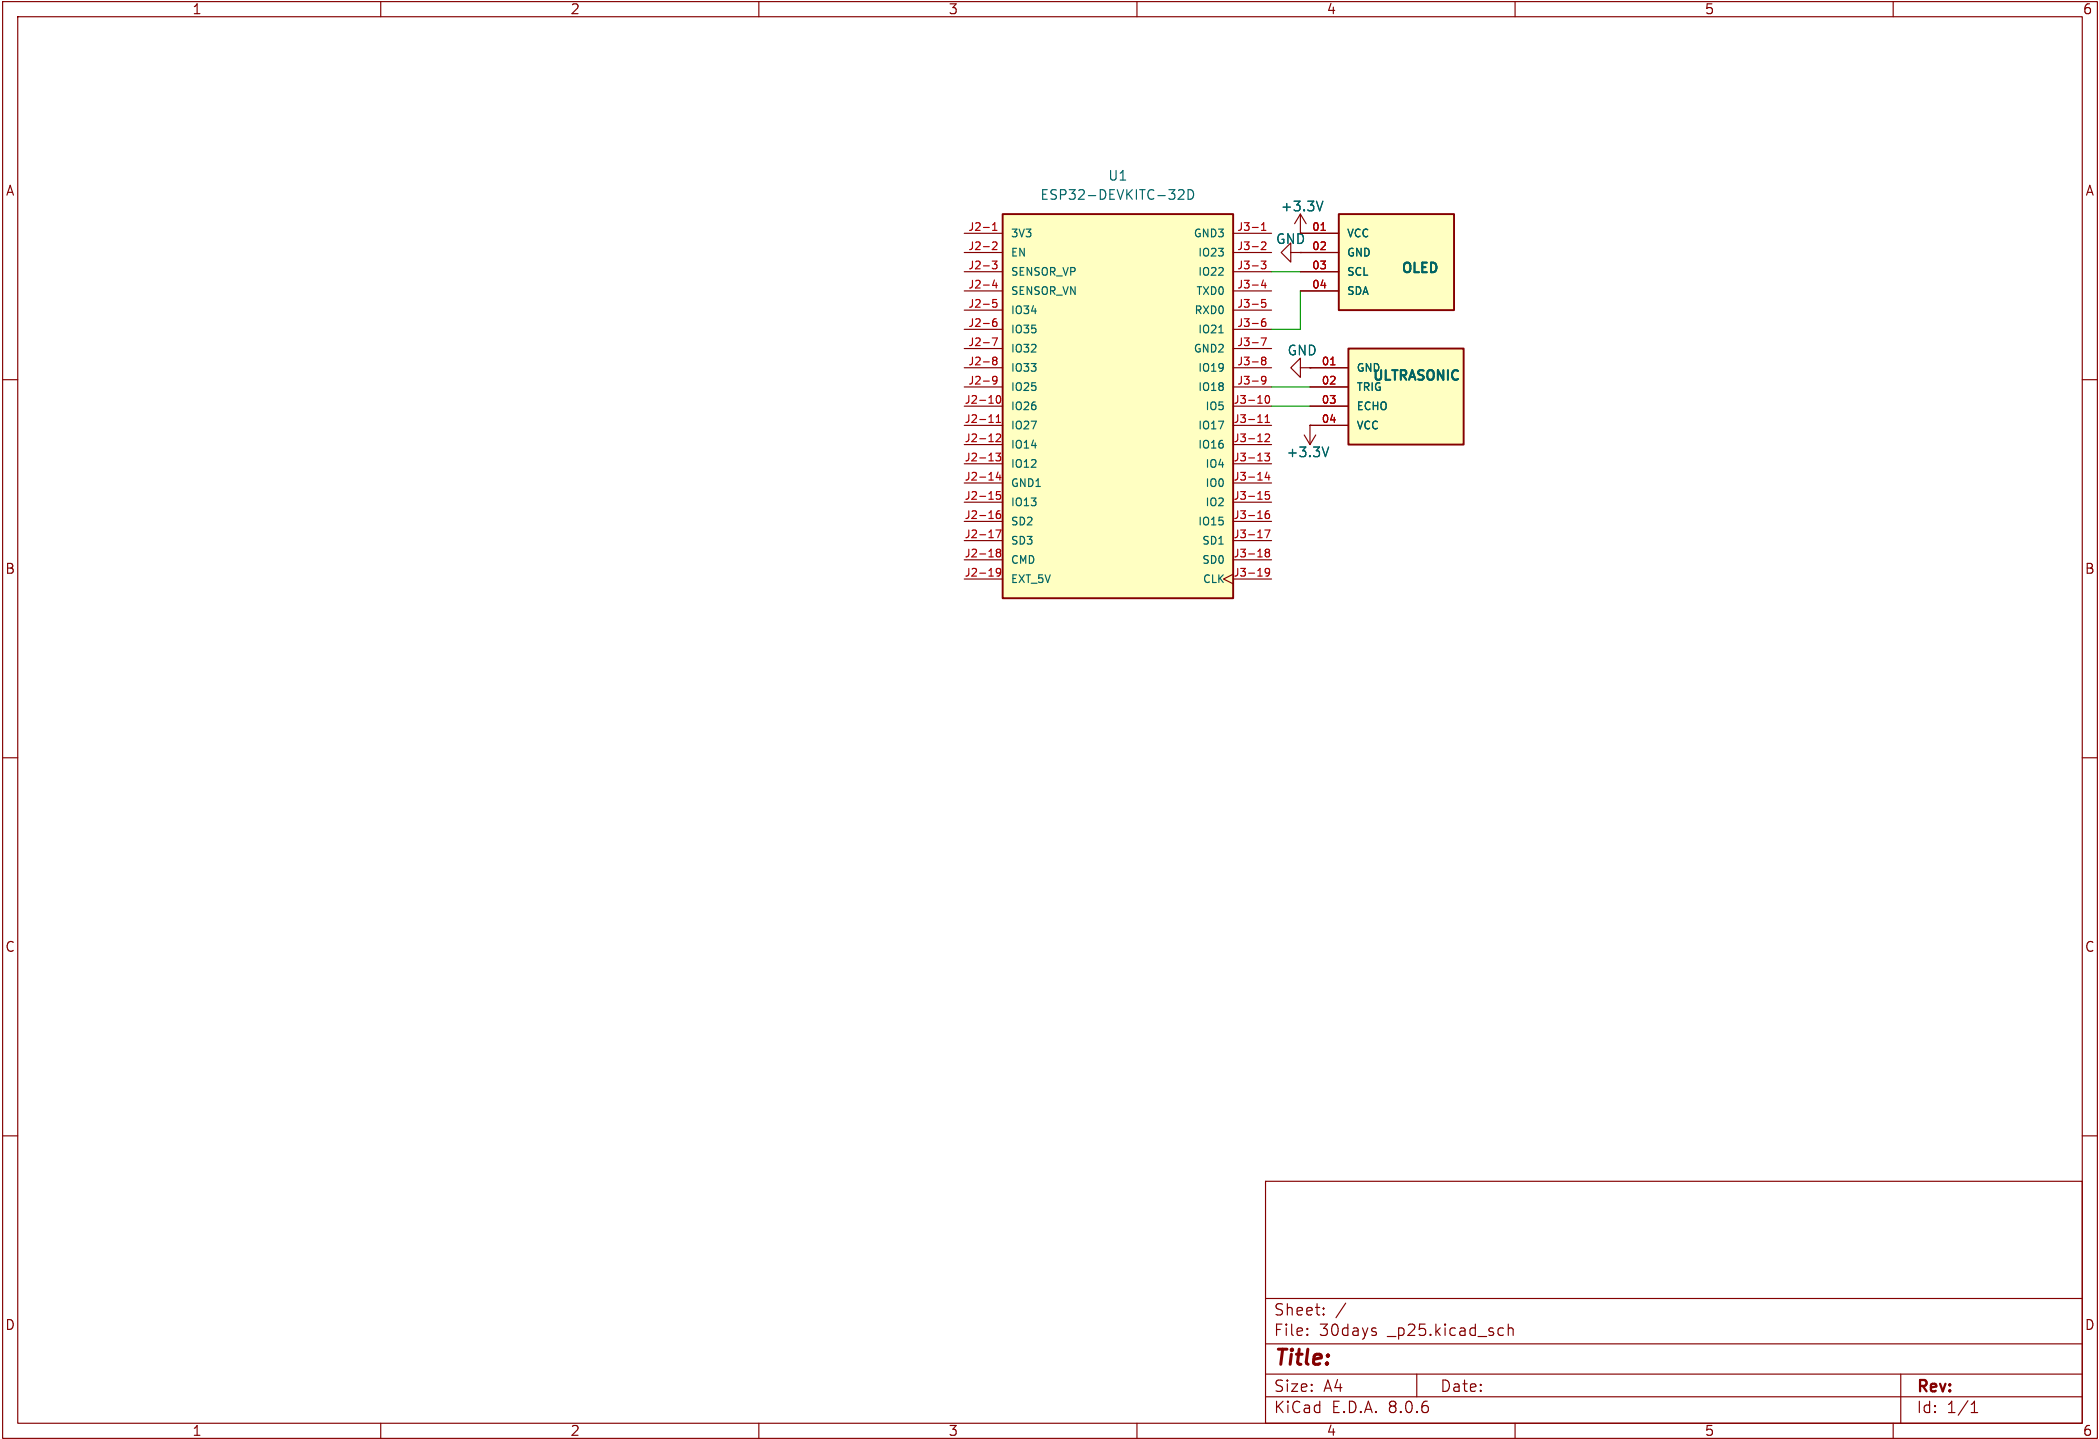 1 2 3 4 5 6
A A
B B
C C
D D
U1
ESP32-DEVKITC-32D
J2-1 3V3 GND3 J3-1
J2-2 EN IO23 J3-2
J2-3 SENSOR_VP IO22 J3-3
J2-4 SENSOR_VN TXD0 J3-4
J2-5 IO34 RXD0 J3-5
J2-6 IO35 IO21 J3-6
J2-7 IO32 GND2 J3-7
J2-8 IO33 IO19 J3-8
J2-9 IO25 IO18 J3-9
J2-10 IO26 IO5 J3-10
J2-11 IO27 IO17 J3-11
J2-12 IO14 IO16 J3-12
J2-13 IO12 IO4 J3-13
J2-14 GND1 IO0 J3-14
J2-15 IO13 IO2 J3-15
J2-16 SD2 IO15 J3-16
J2-17 SD3 SD1 J3-17
J2-18 CMD SD0 J3-18
J2-19 EXT_5V CLK J3-19
+3.3V
01 VCC
GND
02 GND
OLED
03 SCL
04 SDA
GND
01 GND
ULTRASONIC
02 TRIG
03 ECHO
04 VCC
+3.3V
Sheet: /
File: 30days _p25.kicad_sch
Title:
Size: A4 Date: Rev:
KiCad E.D.A. 8.0.6 Id: 1/1
1 2 3 4 5 6